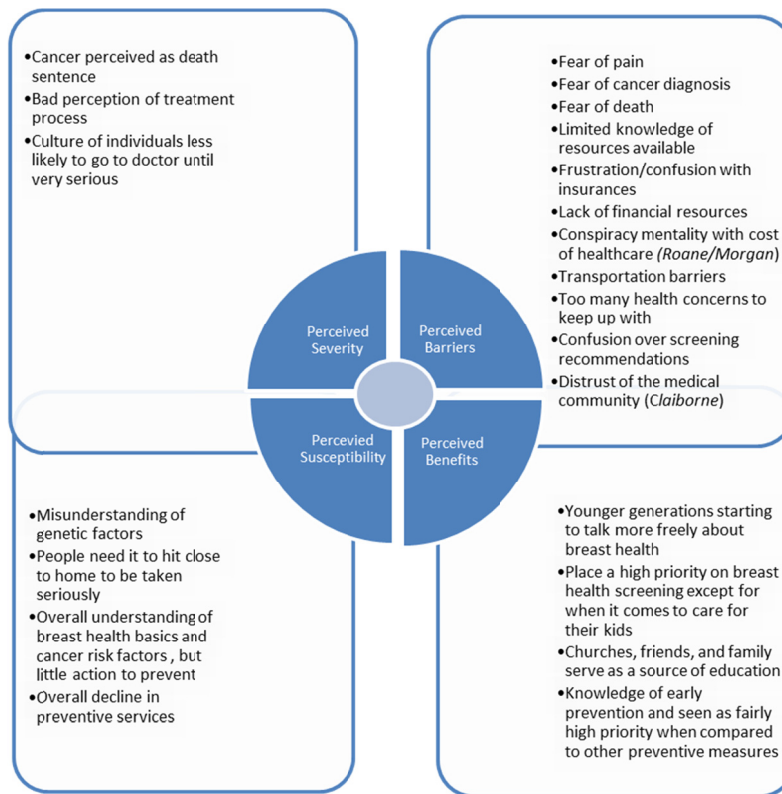 •Cancer perceived as death
sentence
•Bad perception of treatment
process
•Culture of individuals less
likely to go to doctor until
very serious
•Fear of pain
•Fear of cancer diagnosis
•Fear of death
•Limited knowledge of
resources available
•Frustration/confusion with
insurances
•Lack of financial resources
•Conspiracy mentality with cost
of healthcare (Roane/Morgan)
•Transportation barriers
•Too many health concerns to
keep up with
•Confusion over screening
recommendations
•Distrust of the medical
community (Claiborne)
Perceived
Severity
Perceived
Barriers
Percevied
Susceptibility
Perceived
Benefits
•Misunderstanding of
genetic factors
•People need it to hit close
to home to be taken
seriously
•Overall understanding of
breast health basics and
cancer risk factors , but
little action to prevent
•Overall decline in
preventive services
•Younger generations starting
to talk more freely about
breast health
•Place a high priority on breast
health screening except for
when it comes to care for
their kids
•Churches, friends, and family
serve as a source of education
•Knowledge of early
prevention and seen as fairly
high priority when compared
to other preventive measures